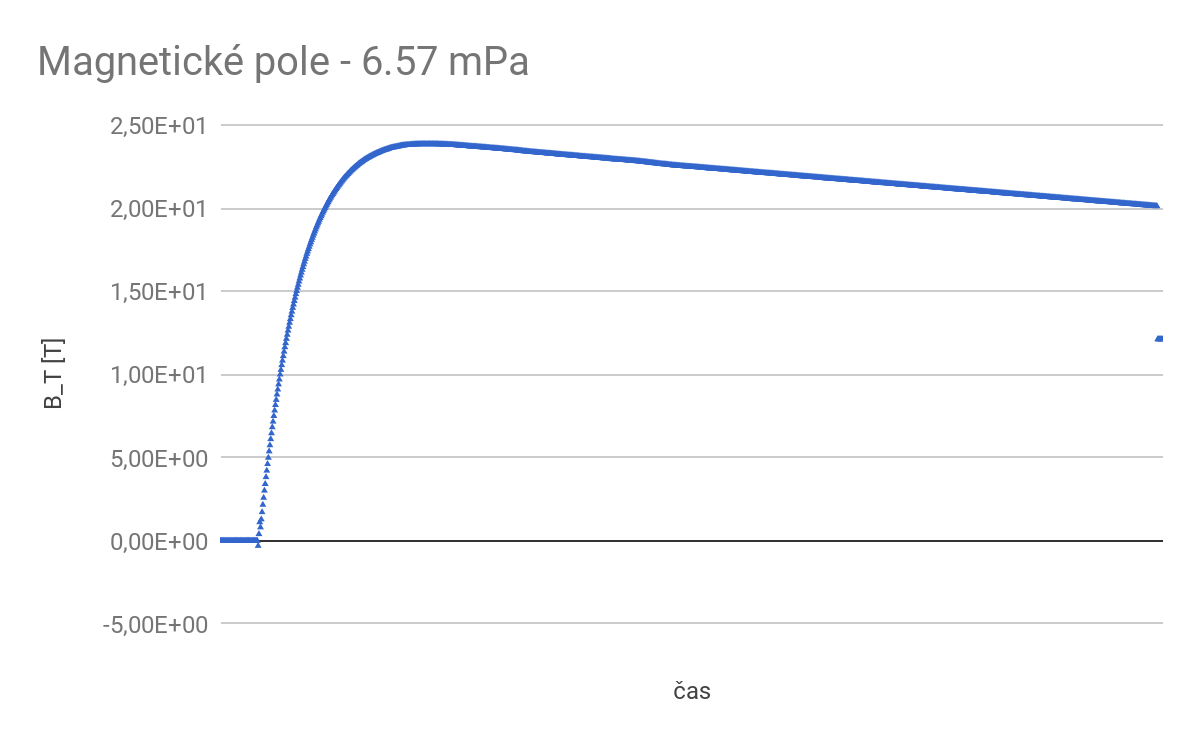 Magnetické pole - 6.57 mPa
2,50E+01
2,00E+01
1,50E+01
1,00E+01
5,00E+00
0,00E+00
-5,00E+00
B_T [T]
čas